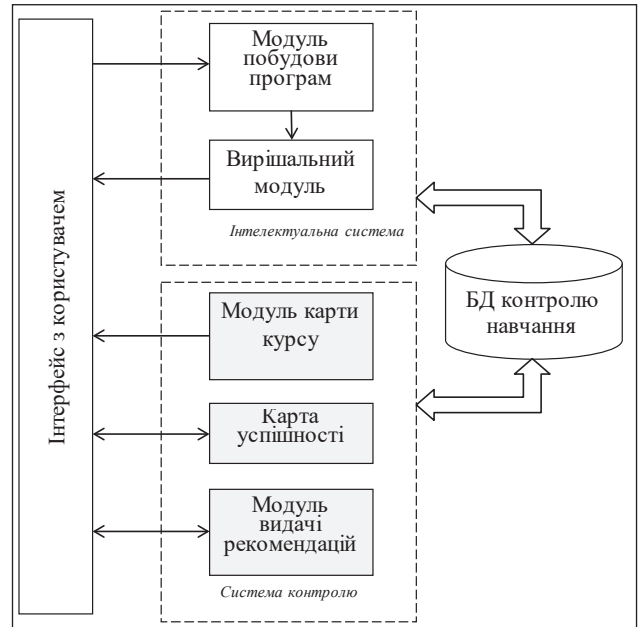 Інтерфейс з користувачем
Модуль
побудови
програм
Вирішальний
модуль
Інтелектуальна система
БД контролю
навчання
Модуль карти
курсу
Карта
успішності
Модуль
видачі
рекомендацій
Система контролю